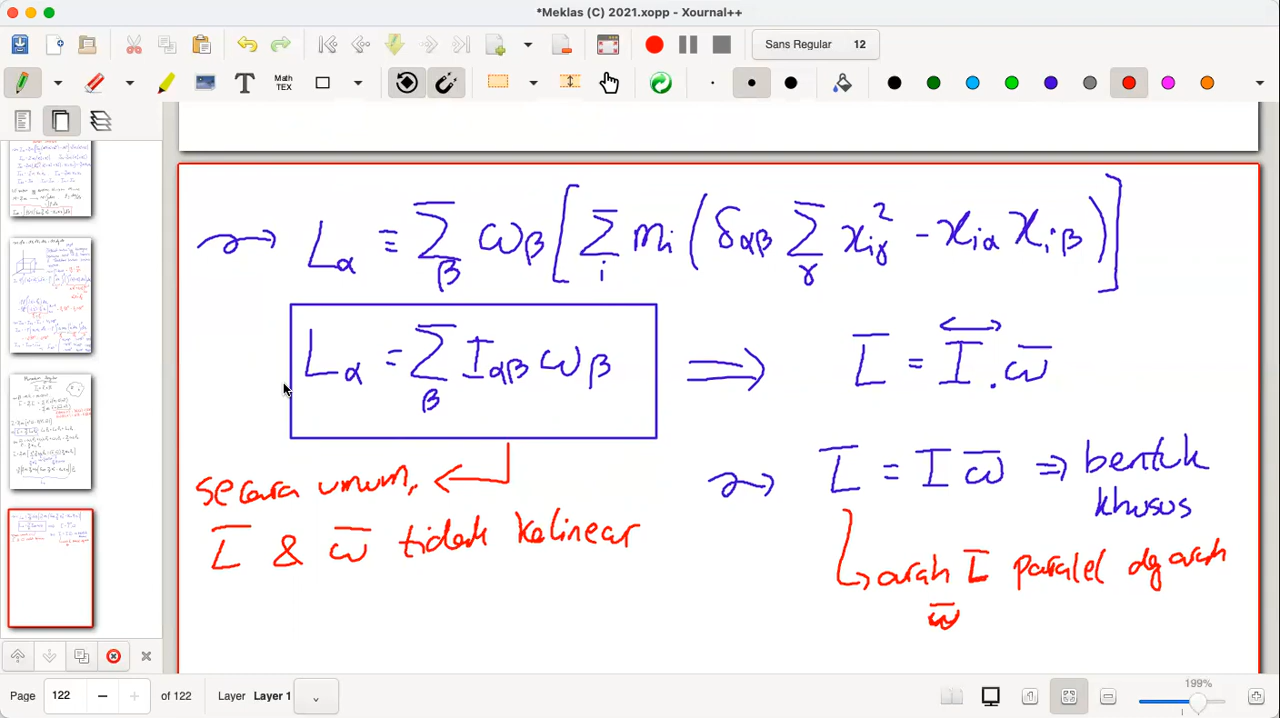 *Meklas (C) 2021.xopp - Xournal++
Sans Regular 12
Math TEX
L_α ≡ Σ_β ω_β [ Σ_i m_i ( δ_αβ Σ_γ x_iγ² - x_iα x_iβ ) ]
L_α = Σ_β I_αβ ω_β ⟹ L̅ = I⃡ . ω̅
L̅ = I ω̅ ⇒ bentuk
khusus
secara umum,
L̅ & ω̅ tidak kolinear
arah L̅ paralel dg arah
ω̅
Page 122 of 122 Layer Layer 1 199%